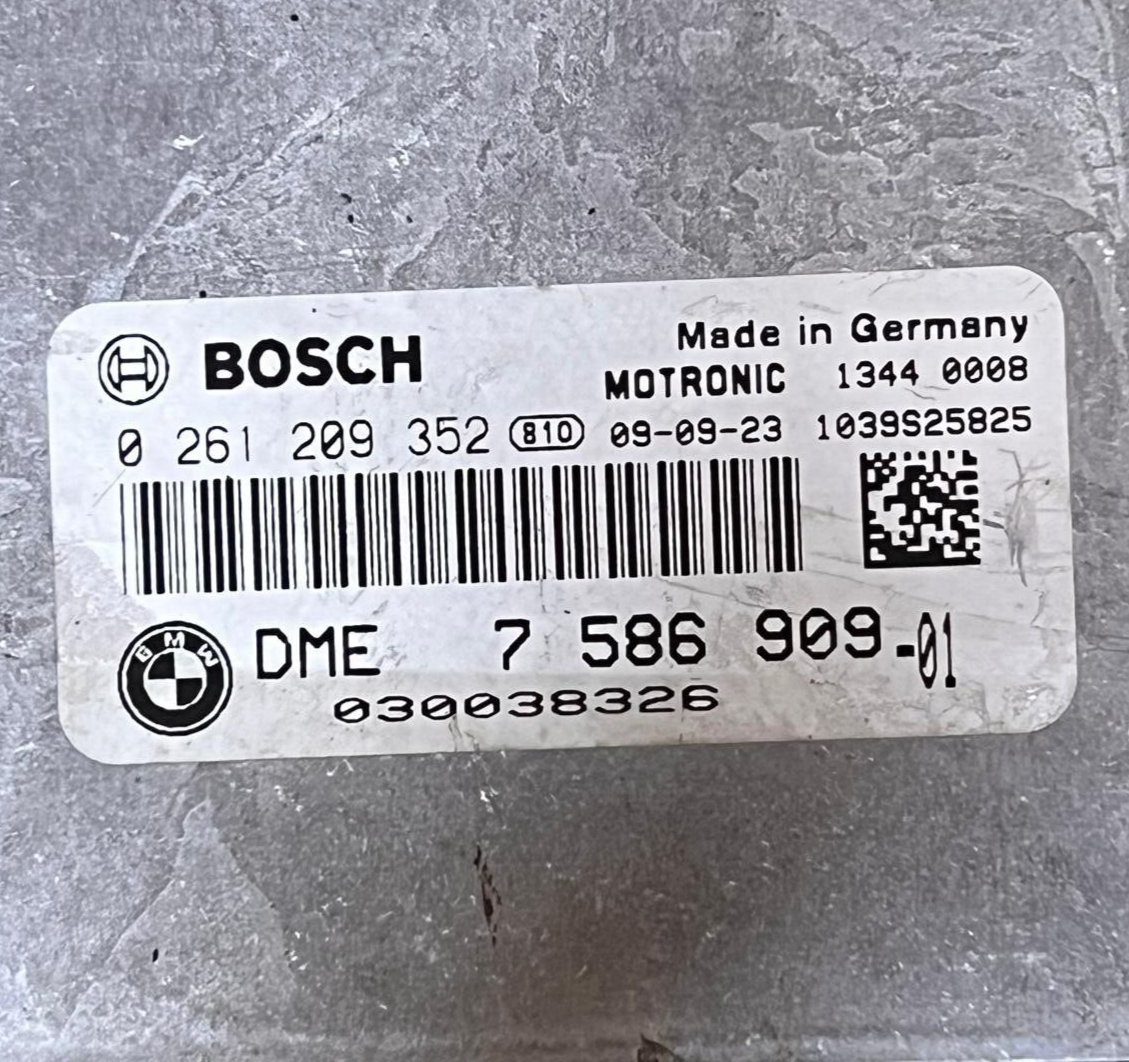 BOSCH
Made in Germany
MOTRONIC 1344 0008
0 261 209 352 810 09-09-23 1039S25825
BMW DME 7 586 909-01
030038326